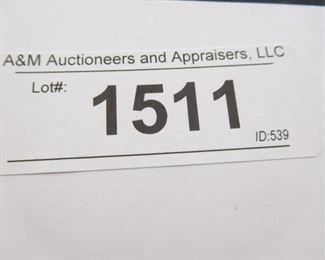 A&M Auctioneers and Appraisers, LLC
Lot#: 1511
ID:539